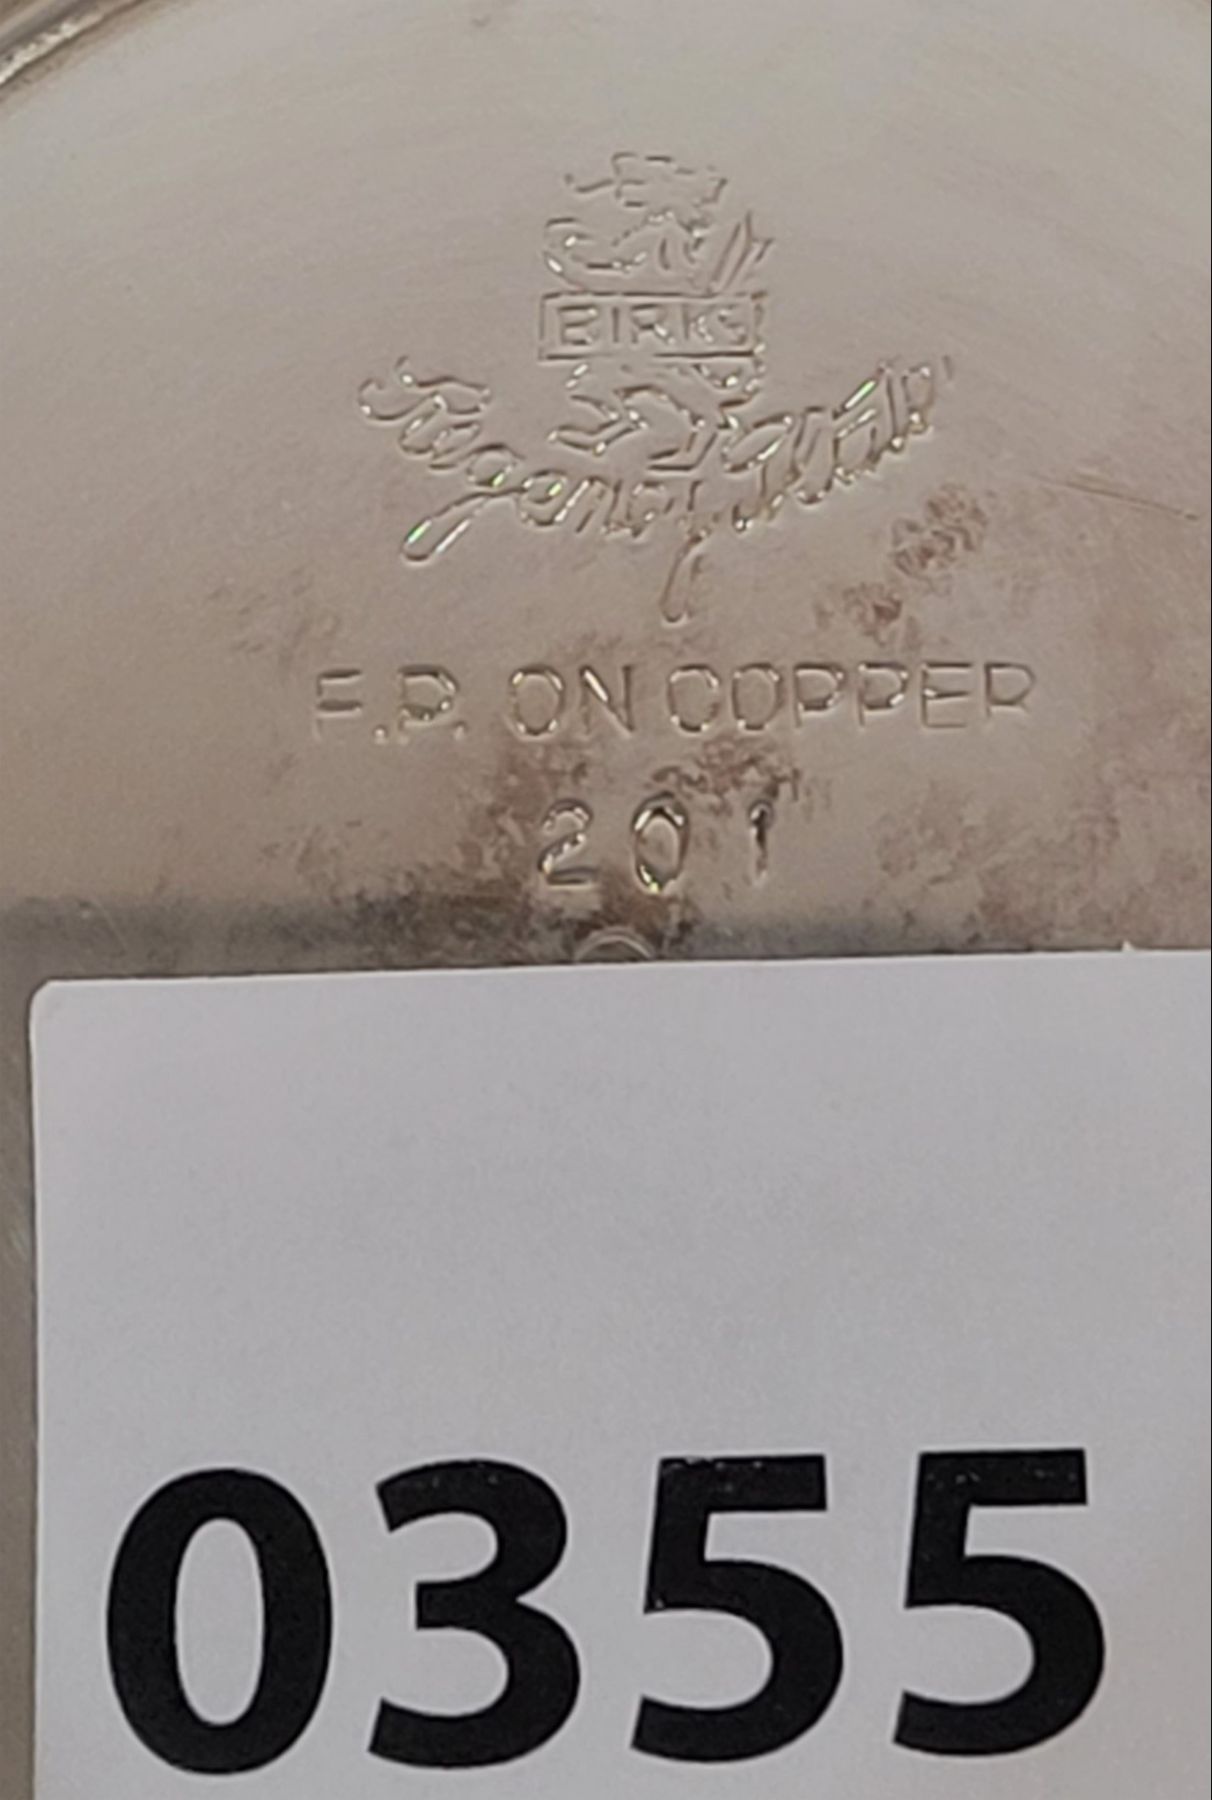 BIRKS
Regency Plate
E.P. ON COPPER
201
0355